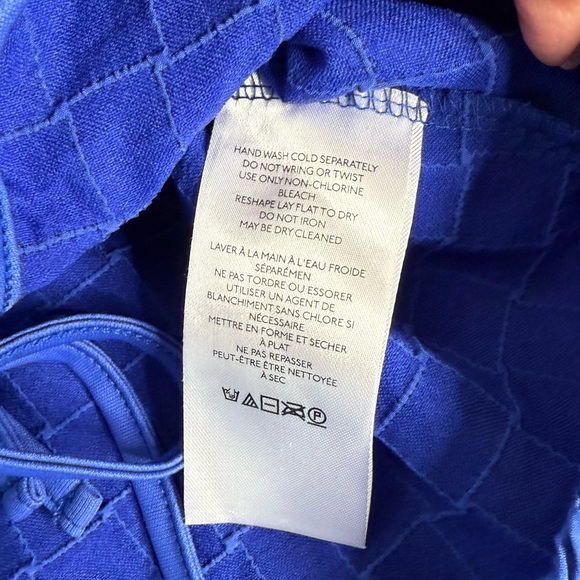 HAND WASH COLD SEPARATELY
DO NOT WRING OR TWIST
USE ONLY NON-CHLORINE
BLEACH
RESHAPE LAY FLAT TO DRY
DO NOT IRON
MAY BE DRY CLEANED
LAVER À LA MAIN À L'EAU FROIDE
SÉPARÉMEN
NE PAS TORDRE OU ESSORER
UTILISER UN AGENT DE
BLANCHIMENT SANS CHLORE SI
NÉCESSAIRE
METTRE EN FORME ET SECHER
À PLAT
NE PAS REPASSER
PEUT-ÊTRE ÊTRE NETTOYÉE
À SEC
P